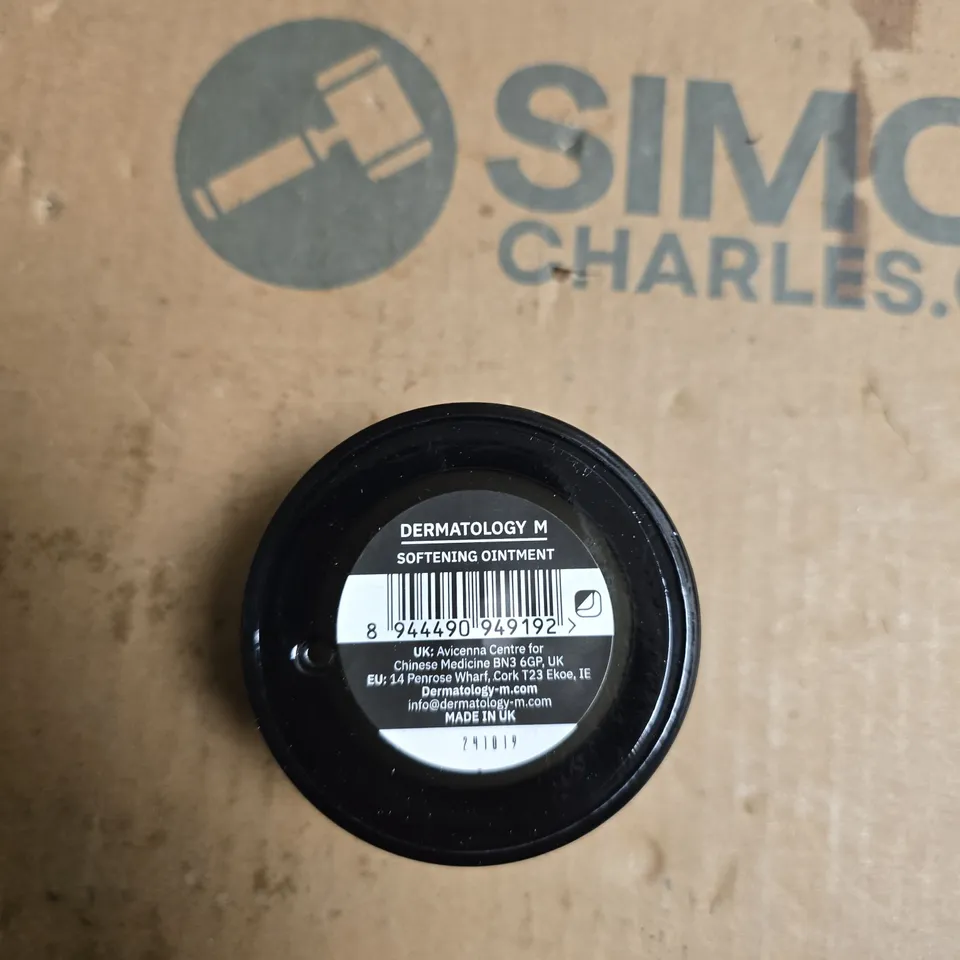 SIMO
CHARLES.
DERMATOLOGY M
SOFTENING OINTMENT
8 944490 949192 >
UK: Avicenna Centre for
Chinese Medicine BN3 6GP, UK
EU: 14 Penrose Wharf, Cork T23 Ekoe, IE
Dermatology-m.com
info@dermatology-m.com
MADE IN UK
241019